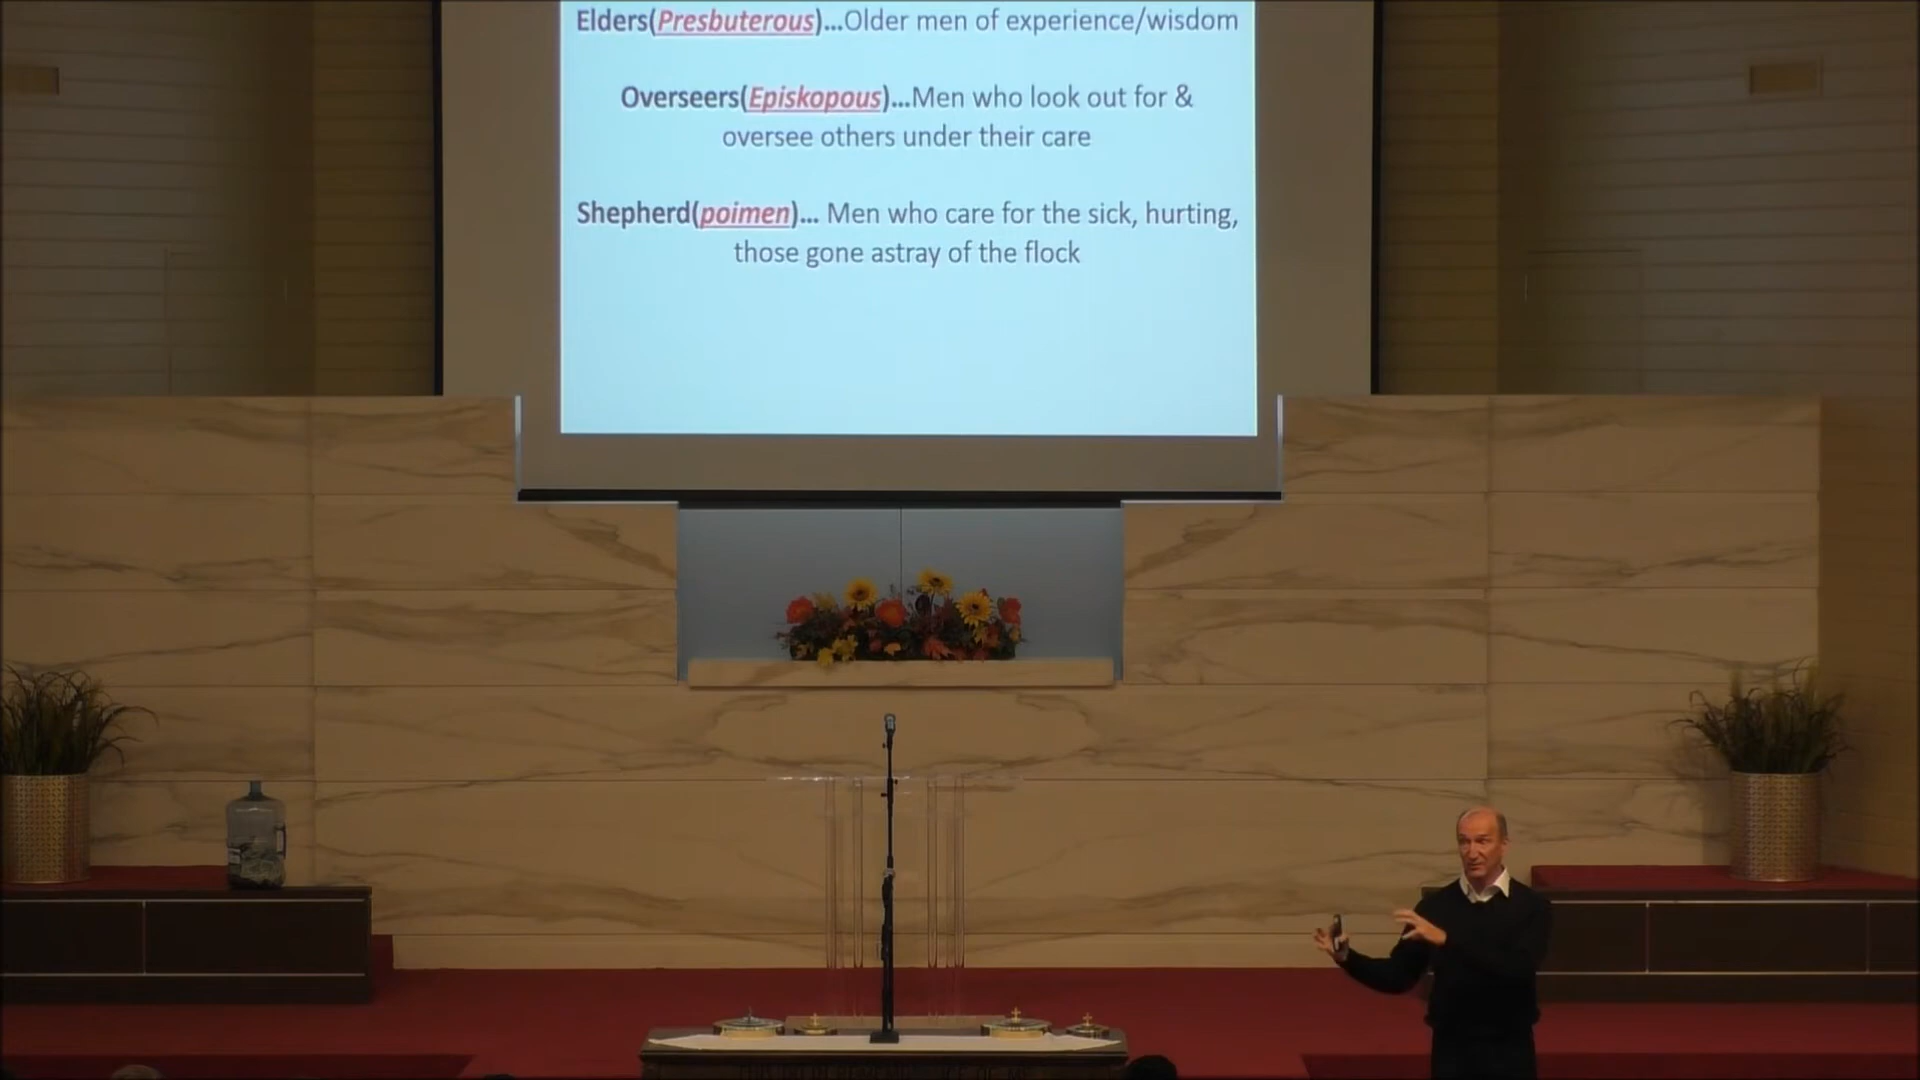 Elders(Presbuterous)...Older men of experience/wisdom
Overseers(Episkopous)...Men who look out for &
oversee others under their care
Shepherd(poimen)... Men who care for the sick, hurting,
those gone astray of the flock